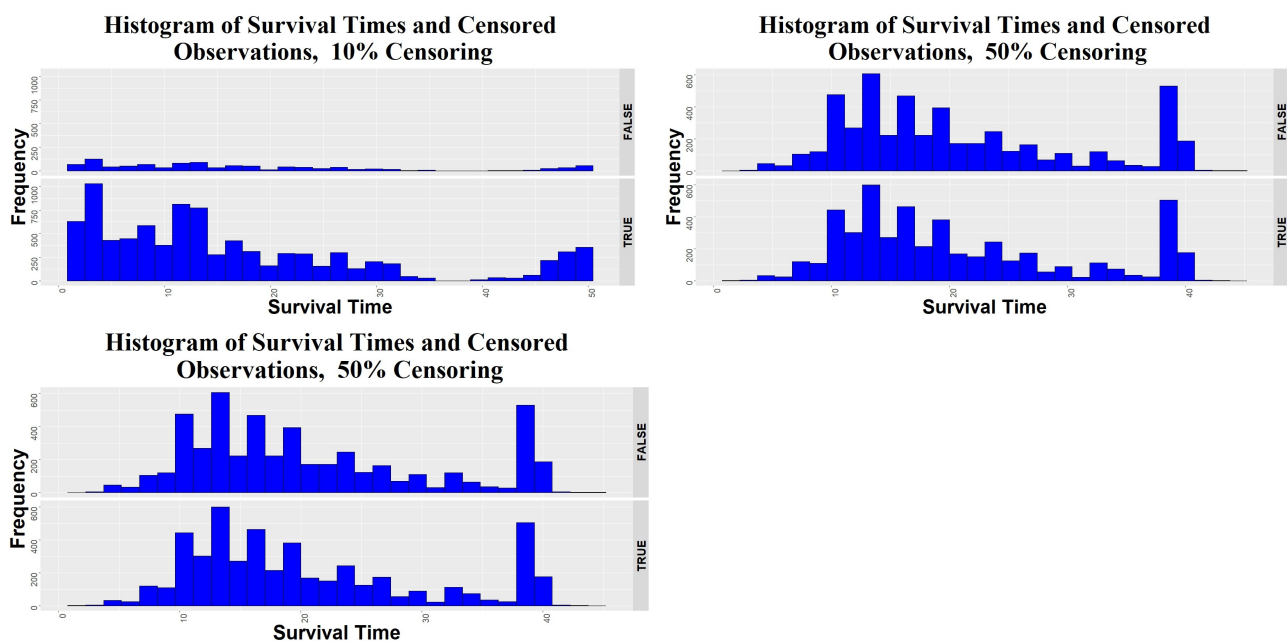 Histogram of Survival Times and Censored
Observations,  10% Censoring
Frequency
1000
750
500
250
0
FALSE
1000
750
500
250
0
TRUE
0
10
20
30
40
50
Survival Time
Histogram of Survival Times and Censored
Observations,  50% Censoring
Frequency
600
400
200
0
FALSE
600
400
200
0
TRUE
0
10
20
30
40
Survival Time
Histogram of Survival Times and Censored
Observations,  50% Censoring
Frequency
600
400
200
0
FALSE
600
400
200
0
TRUE
0
10
20
30
40
Survival Time